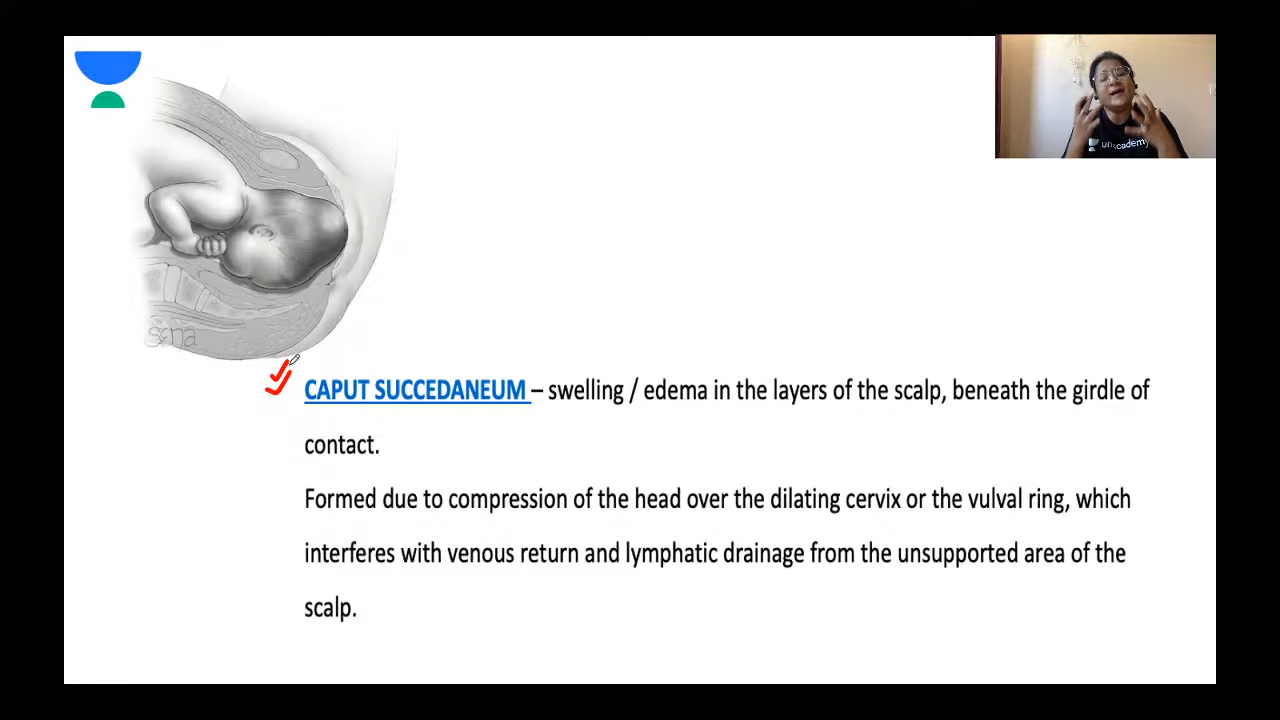 unacademy
sena
CAPUT SUCCEDANEUM – swelling / edema in the layers of the scalp, beneath the girdle of
contact.
Formed due to compression of the head over the dilating cervix or the vulval ring, which
interferes with venous return and lymphatic drainage from the unsupported area of the
scalp.